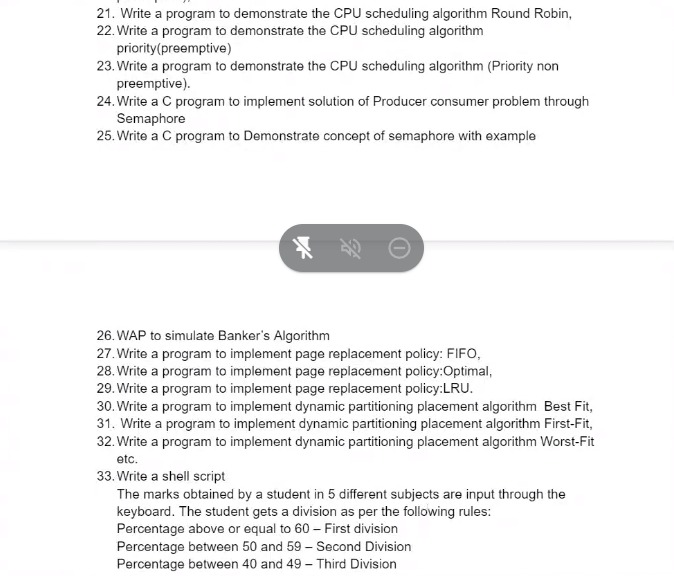 21. Write a program to demonstrate the CPU scheduling algorithm Round Robin,
22. Write a program to demonstrate the CPU scheduling algorithm
priority(preemptive)
23. Write a program to demonstrate the CPU scheduling algorithm (Priority non
preemptive).
24. Write a C program to implement solution of Producer consumer problem through
Semaphore
25. Write a C program to Demonstrate concept of semaphore with example
26. WAP to simulate Banker's Algorithm
27. Write a program to implement page replacement policy: FIFO,
28. Write a program to implement page replacement policy:Optimal,
29. Write a program to implement page replacement policy:LRU.
30. Write a program to implement dynamic partitioning placement algorithm Best Fit,
31. Write a program to implement dynamic partitioning placement algorithm First-Fit,
32. Write a program to implement dynamic partitioning placement algorithm Worst-Fit
etc.
33. Write a shell script
The marks obtained by a student in 5 different subjects are input through the
keyboard. The student gets a division as per the following rules:
Percentage above or equal to 60 – First division
Percentage between 50 and 59 – Second Division
Percentage between 40 and 49 – Third Division